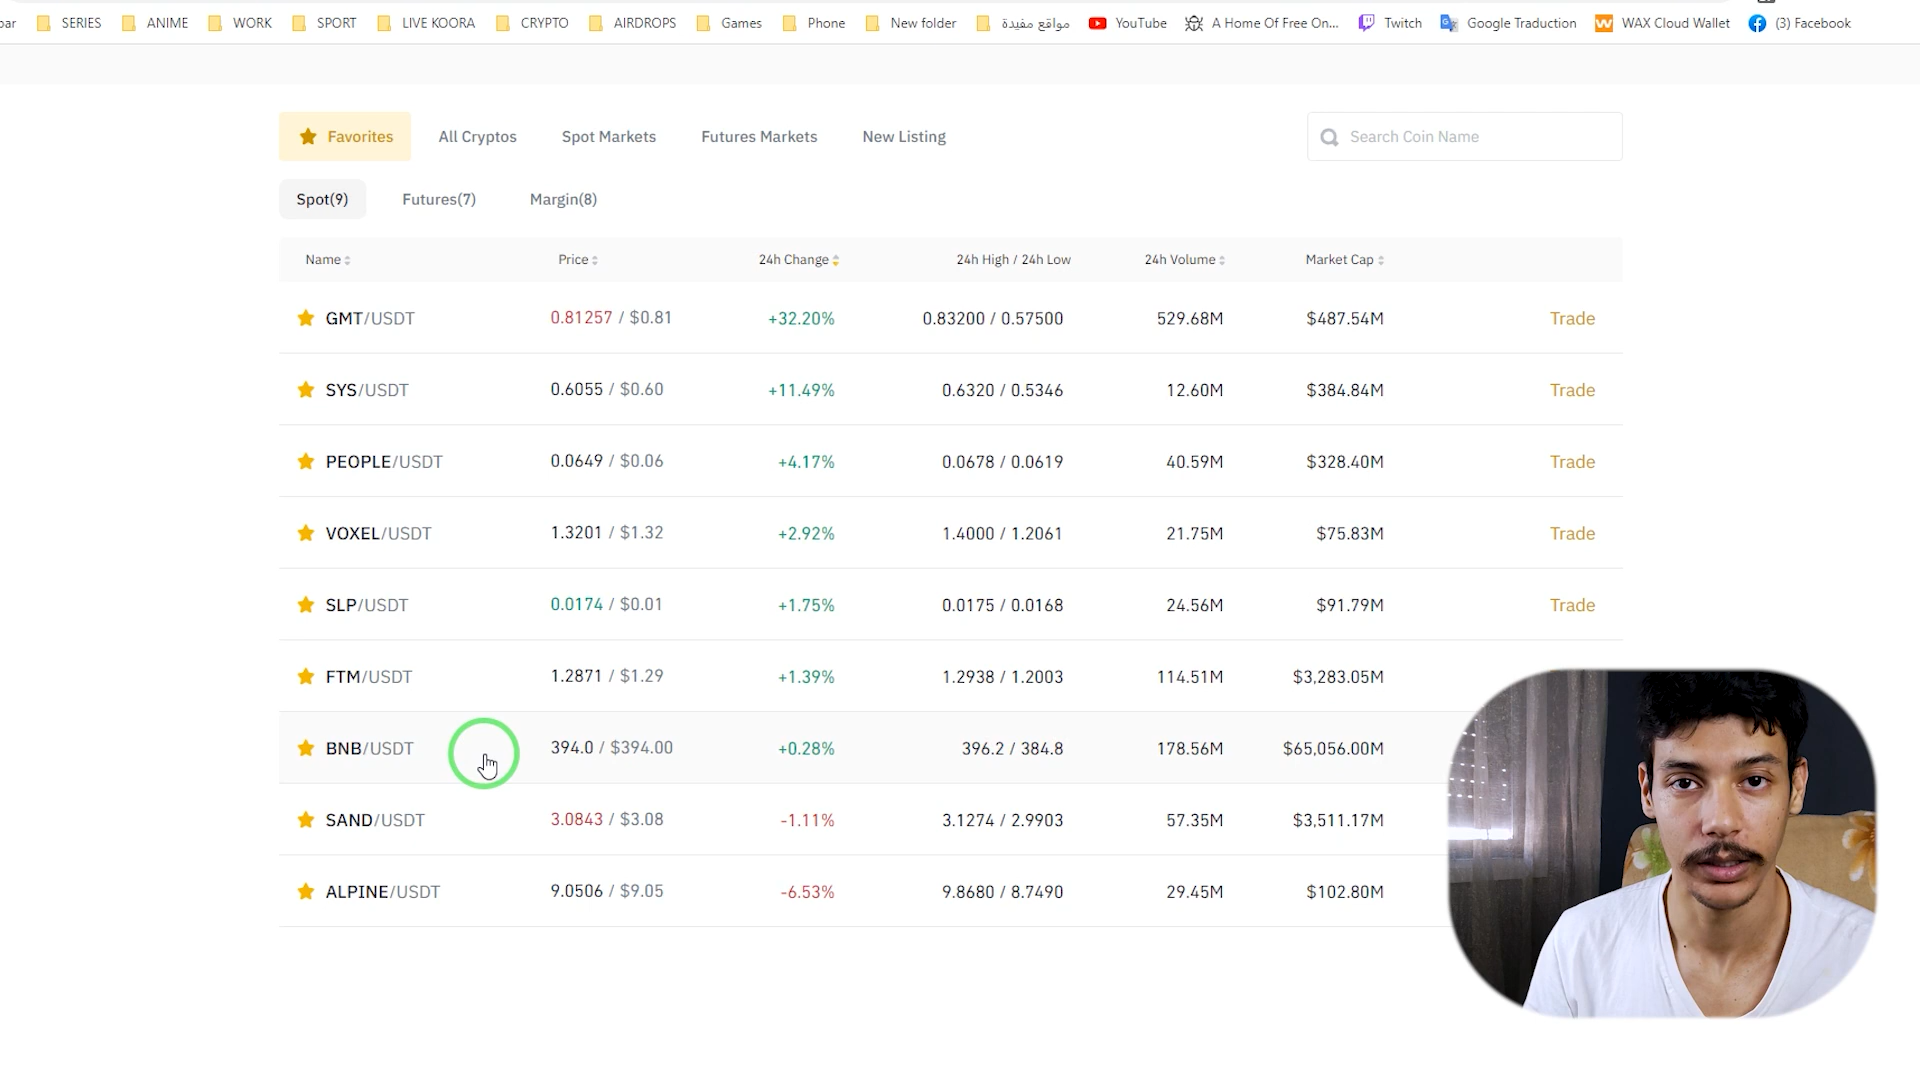 bar SERIES ANIME WORK SPORT LIVE KOORA CRYPTO AIRDROPS Games Phone New folder مواقع مفيدة YouTube A Home Of Free On... Twitch Google Traduction WAX Cloud Wallet (3) Facebook
Favorites All Cryptos Spot Markets Futures Markets New Listing Search Coin Name
Spot(9) Futures(7) Margin(8)
Name Price 24h Change 24h High / 24h Low 24h Volume Market Cap
GMT/USDT 0.81257 / $0.81 +32.20% 0.83200 / 0.57500 529.68M $487.54M Trade
SYS/USDT 0.6055 / $0.60 +11.49% 0.6320 / 0.5346 12.60M $384.84M Trade
PEOPLE/USDT 0.0649 / $0.06 +4.17% 0.0678 / 0.0619 40.59M $328.40M Trade
VOXEL/USDT 1.3201 / $1.32 +2.92% 1.4000 / 1.2061 21.75M $75.83M Trade
SLP/USDT 0.0174 / $0.01 +1.75% 0.0175 / 0.0168 24.56M $91.79M Trade
FTM/USDT 1.2871 / $1.29 +1.39% 1.2938 / 1.2003 114.51M $3,283.05M
BNB/USDT 394.0 / $394.00 +0.28% 396.2 / 384.8 178.56M $65,056.00M
SAND/USDT 3.0843 / $3.08 -1.11% 3.1274 / 2.9903 57.35M $3,511.17M
ALPINE/USDT 9.0506 / $9.05 -6.53% 9.8680 / 8.7490 29.45M $102.80M